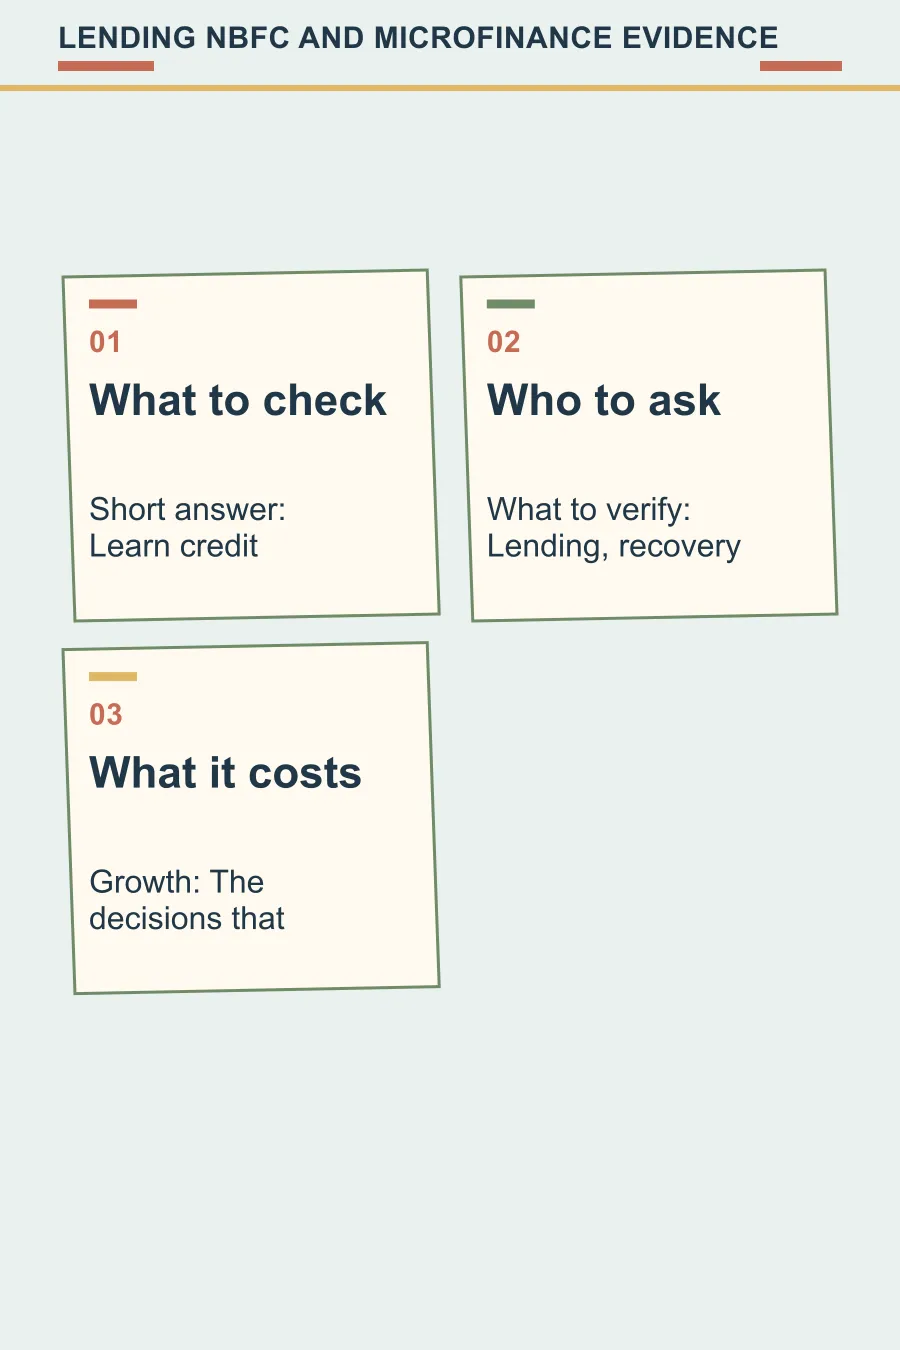 LENDING NBFC AND MICROFINANCE EVIDENCE
01
What to check
Short answer:
Learn credit
02
Who to ask
What to verify:
Lending, recovery
03
What it costs
Growth: The
decisions that